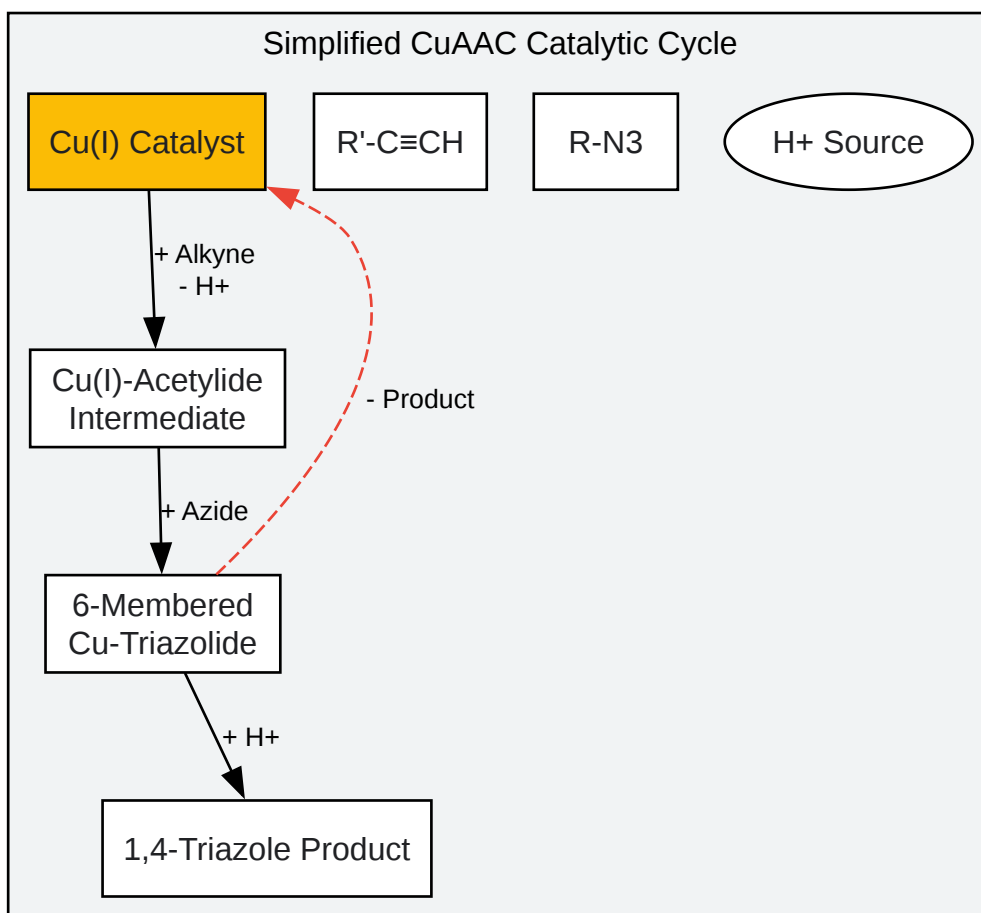 Simplified CuAAC Catalytic Cycle
Cu(I) Catalyst
R'-C≡CH
R-N3
H+ Source
+ Alkyne
- H+
Cu(I)-Acetylide
Intermediate
- Product
+ Azide
6-Membered
Cu-Triazolide
+ H+
1,4-Triazole Product